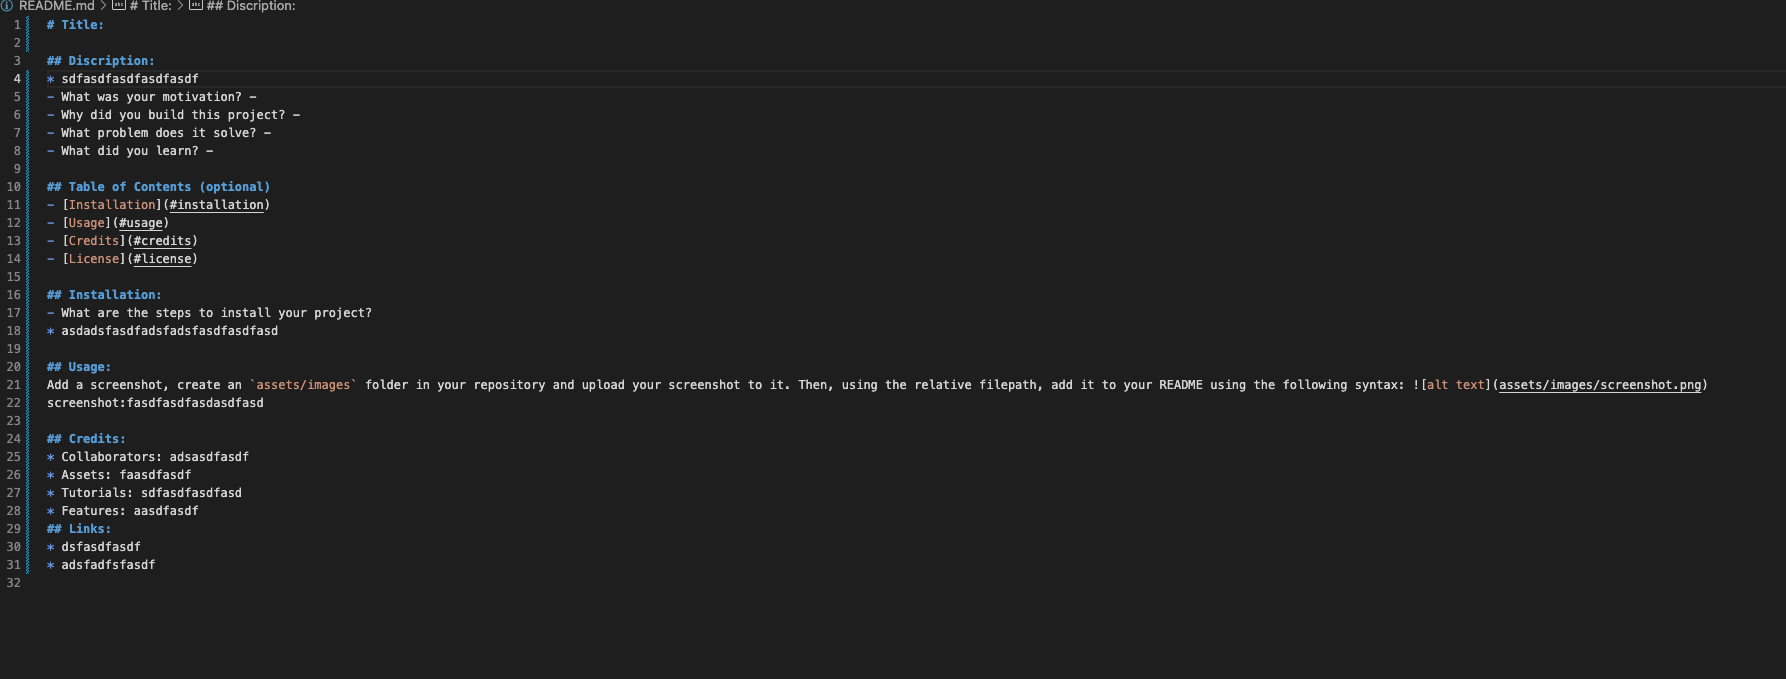 README.md > # Title: > ## Discription:
1 # Title:
2
3 ## Discription:
4 * sdfasdfasdfasdfasdf
5 - What was your motivation? -
6 - Why did you build this project? -
7 - What problem does it solve? -
8 - What did you learn? -
9
10 ## Table of Contents (optional)
11 - [Installation](#installation)
12 - [Usage](#usage)
13 - [Credits](#credits)
14 - [License](#license)
15
16 ## Installation:
17 - What are the steps to install your project?
18 * asdadsfasdfadsfadsfasdfasdfasd
19
20 ## Usage:
21 Add a screenshot, create an `assets/images` folder in your repository and upload your screenshot to it. Then, using the relative filepath, add it to your README using the following syntax: ![alt text](assets/images/screenshot.png)
22 screenshot:fasdfasdfasdasdfasd
23
24 ## Credits:
25 * Collaborators: adsasdfasdf
26 * Assets: faasdfasdf
27 * Tutorials: sdfasdfasdfasd
28 * Features: aasdfasdf
29 ## Links:
30 * dsfasdfasdf
31 * adsfadfsfasdf
32